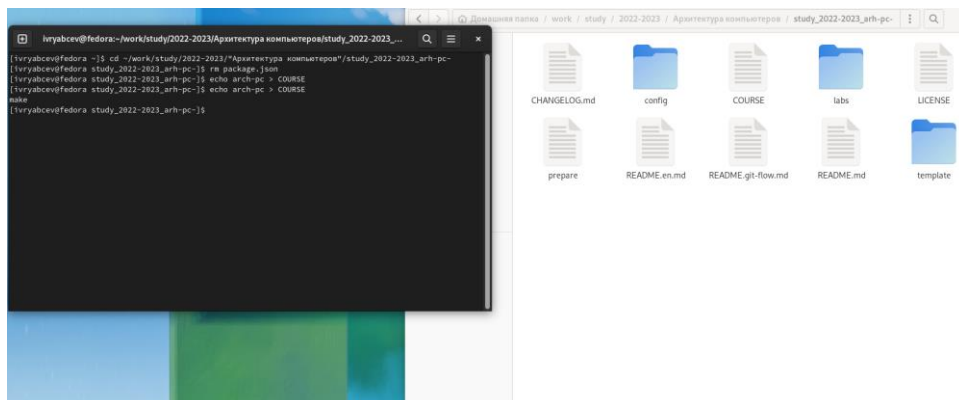 ivryabcev@fedora:~/work/study/2022-2023/Архитектура компьютеров/study_2022-2023_...
[ivryabcev@fedora ~]$ cd ~/work/study/2022-2023/"Архитектура компьютеров"/study_2022-2023_arh-pc-
[ivryabcev@fedora study_2022-2023_arh-pc-]$ rm package.json
[ivryabcev@fedora study_2022-2023_arh-pc-]$ echo arch-pc > COURSE
[ivryabcev@fedora study_2022-2023_arh-pc-]$ echo arch-pc > COURSE
make
[ivryabcev@fedora study_2022-2023_arh-pc-]$
Домашняя папка / work / study / 2022-2023 / Архитектура компьютеров / study_2022-2023_arh-pc-
CHANGELOG.md config COURSE labs LICENSE
prepare README.en.md README.git-flow.md README.md template